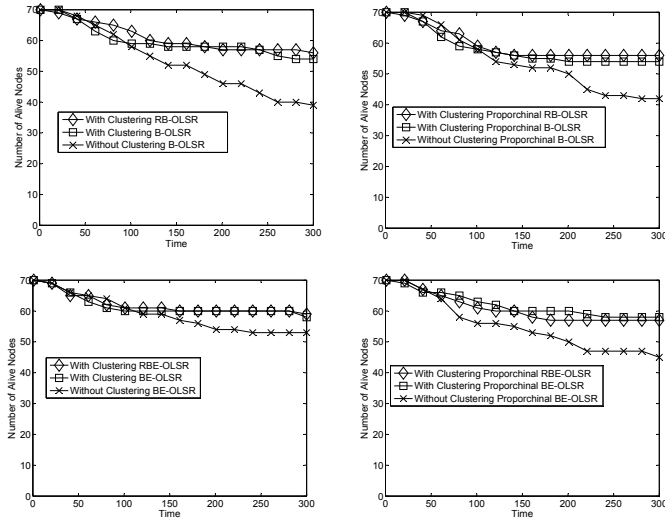 70
60
50
40
30
20
10
0
Number of Alive Nodes
With Clustering RB-OLSR
With Clustering B-OLSR
Without Clustering B-OLSR
0 50 100 150 200 250 300
Time
70
60
50
40
30
20
10
0
Number of Alive Nodes
With Clustering Proporchinal RB-OLSR
With Clustering Proporchinal B-OLSR
Without Clustering Proporchinal B-OLSR
0 50 100 150 200 250 300
Time
70
60
50
40
30
20
10
0
Number of Alive Nodes
With Clustering RBE-OLSR
With Clustering BE-OLSR
Without Clustering BE-OLSR
0 50 100 150 200 250 300
Time
70
60
50
40
30
20
10
0
Number of Alive Nodes
With Clustering Proporchinal RBE-OLSR
With Clustering Proporchinal BE-OLSR
Without Clustering Proporchinal BE-OLSR
0 50 100 150 200 250 300
Time